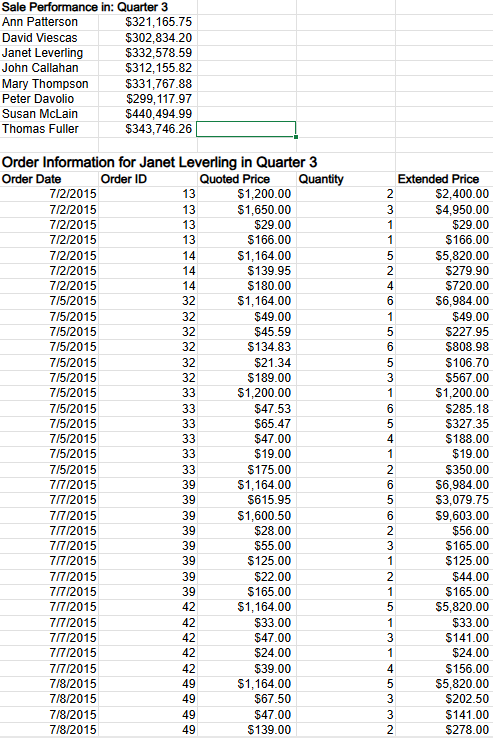 Sale Performance in: Quarter 3
Ann Patterson $321,165.75
David Viescas $302,834.20
Janet Leverling $332,578.59
John Callahan $312,155.82
Mary Thompson $331,767.88
Peter Davolio $299,117.97
Susan McLain $440,494.99
Thomas Fuller $343,746.26
Order Information for Janet Leverling in Quarter 3
Order Date Order ID Quoted Price Quantity Extended Price
7/2/2015 13 $1,200.00 2 $2,400.00
7/2/2015 13 $1,650.00 3 $4,950.00
7/2/2015 13 $29.00 1 $29.00
7/2/2015 13 $166.00 1 $166.00
7/2/2015 14 $1,164.00 5 $5,820.00
7/2/2015 14 $139.95 2 $279.90
7/2/2015 14 $180.00 4 $720.00
7/5/2015 32 $1,164.00 6 $6,984.00
7/5/2015 32 $49.00 1 $49.00
7/5/2015 32 $45.59 5 $227.95
7/5/2015 32 $134.83 6 $808.98
7/5/2015 32 $21.34 5 $106.70
7/5/2015 32 $189.00 3 $567.00
7/5/2015 33 $1,200.00 1 $1,200.00
7/5/2015 33 $47.53 6 $285.18
7/5/2015 33 $65.47 5 $327.35
7/5/2015 33 $47.00 4 $188.00
7/5/2015 33 $19.00 1 $19.00
7/5/2015 33 $175.00 2 $350.00
7/7/2015 39 $1,164.00 6 $6,984.00
7/7/2015 39 $615.95 5 $3,079.75
7/7/2015 39 $1,600.50 6 $9,603.00
7/7/2015 39 $28.00 2 $56.00
7/7/2015 39 $55.00 3 $165.00
7/7/2015 39 $125.00 1 $125.00
7/7/2015 39 $22.00 2 $44.00
7/7/2015 39 $165.00 1 $165.00
7/7/2015 42 $1,164.00 5 $5,820.00
7/7/2015 42 $33.00 1 $33.00
7/7/2015 42 $47.00 3 $141.00
7/7/2015 42 $24.00 1 $24.00
7/7/2015 42 $39.00 4 $156.00
7/8/2015 49 $1,164.00 5 $5,820.00
7/8/2015 49 $67.50 3 $202.50
7/8/2015 49 $47.00 3 $141.00
7/8/2015 49 $139.00 2 $278.00